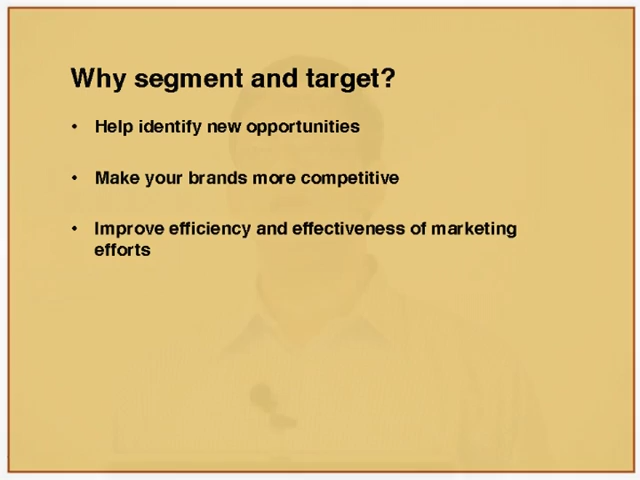 Why segment and target?
• Help identify new opportunities
• Make your brands more competitive
• Improve efficiency and effectiveness of marketing
efforts